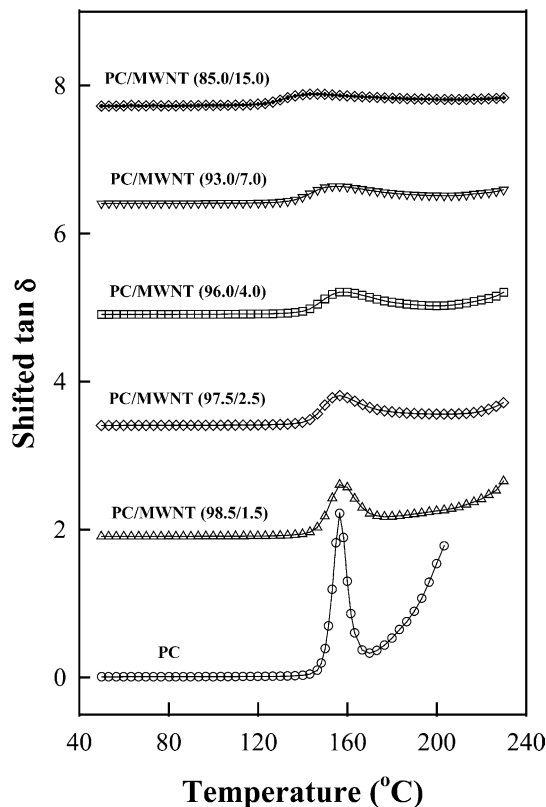 8
PC/MWNT (85.0/15.0)
PC/MWNT (93.0/7.0)
6
PC/MWNT (96.0/4.0)
Shifted tan δ
4
PC/MWNT (97.5/2.5)
PC/MWNT (98.5/1.5)
2
PC
0
40 80 120 160 200 240
Temperature (°C)